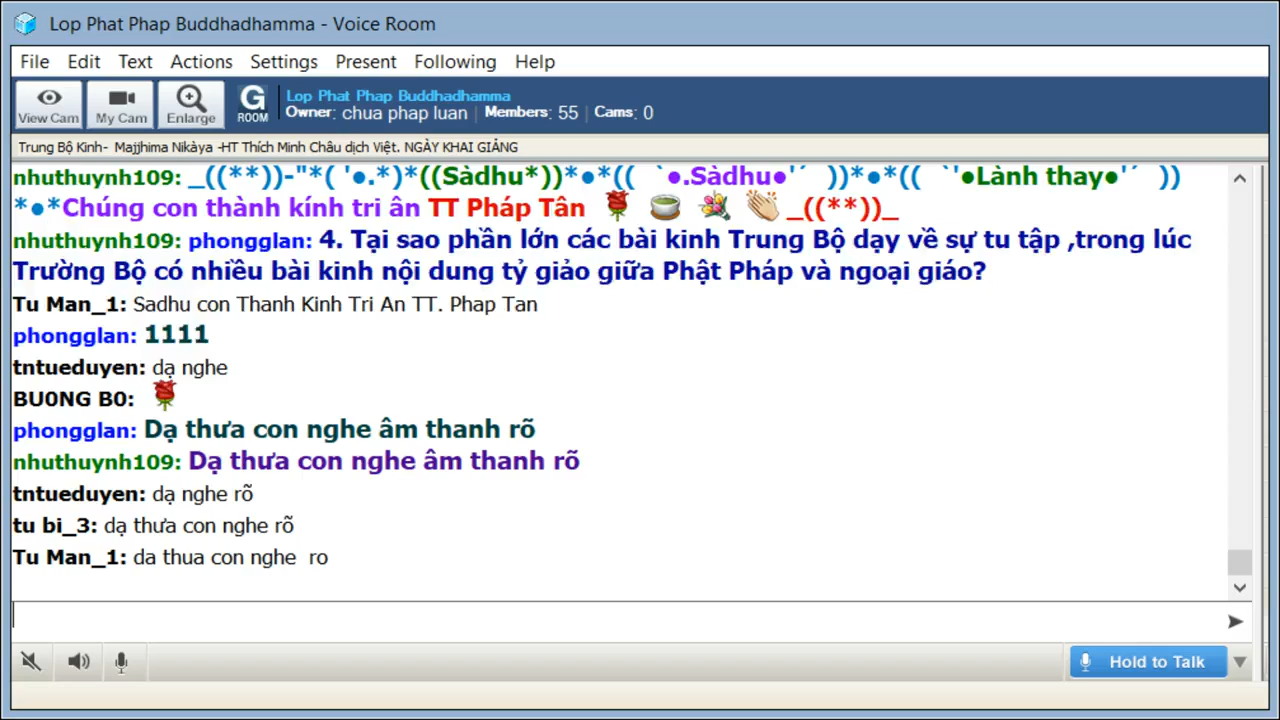 Lop Phat Phap Buddhadhamma - Voice Room
File Edit Text Actions Settings Present Following Help
View Cam My Cam Enlarge G ROOM
Lop Phat Phap Buddhadhamma
Owner: chua phap luan | Members: 55 | Cams: 0
Trung Bộ Kinh- Majjhima Nikàya -HT Thích Minh Châu dịch Việt. NGÀY KHAI GIẢNG
nhuthuynh109: _((**))-"*( '●.*)*((Sàdhu*))*●*(( `●.Sàdhu●'´ ))*●*(( `'●Lành thay●'´ ))
*●*Chúng con thành kính tri ân TT Pháp Tân _((**))_
nhuthuynh109: phongglan: 4. Tại sao phần lớn các bài kinh Trung Bộ dạy về sự tu tập ,trong lúc
Trường Bộ có nhiều bài kinh nội dung tỷ giảo giữa Phật Pháp và ngoại giáo?
Tu Man_1: Sadhu con Thanh Kinh Tri An TT. Phap Tan
phongglan: 1111
tntueduyen: dạ nghe
BU0NG B0:
phongglan: Dạ thưa con nghe âm thanh rõ
nhuthuynh109: Dạ thưa con nghe âm thanh rõ
tntueduyen: dạ nghe rõ
tu bi_3: dạ thưa con nghe rõ
Tu Man_1: da thua con nghe ro
Hold to Talk